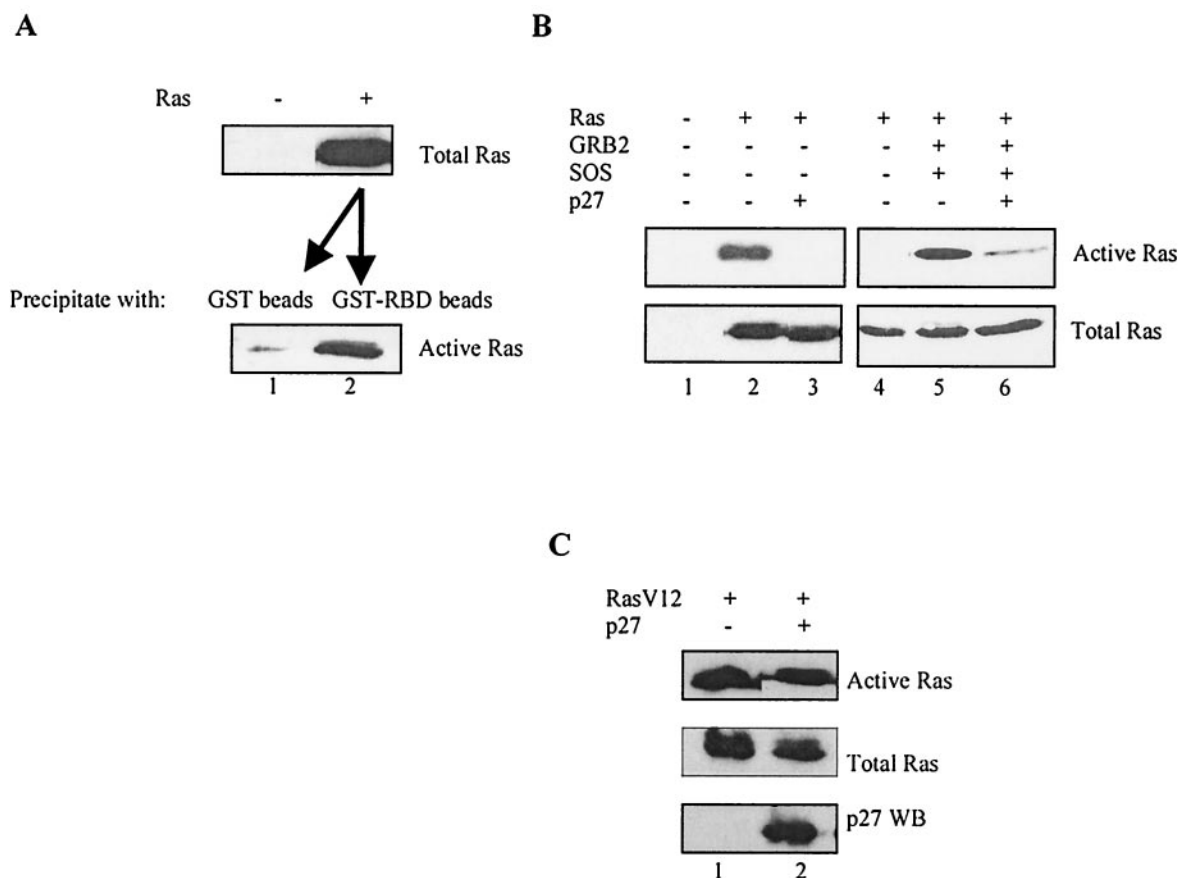 A
Ras - +
Total Ras
Precipitate with: GST beads GST-RBD beads
Active Ras
1 2
B
Ras - + + + + +
GRB2 - - - - + +
SOS - - - - + +
p27 - - + - - +
Active Ras
Total Ras
1 2 3 4 5 6
C
RasV12 + +
p27 - +
Active Ras
Total Ras
p27 WB
1 2